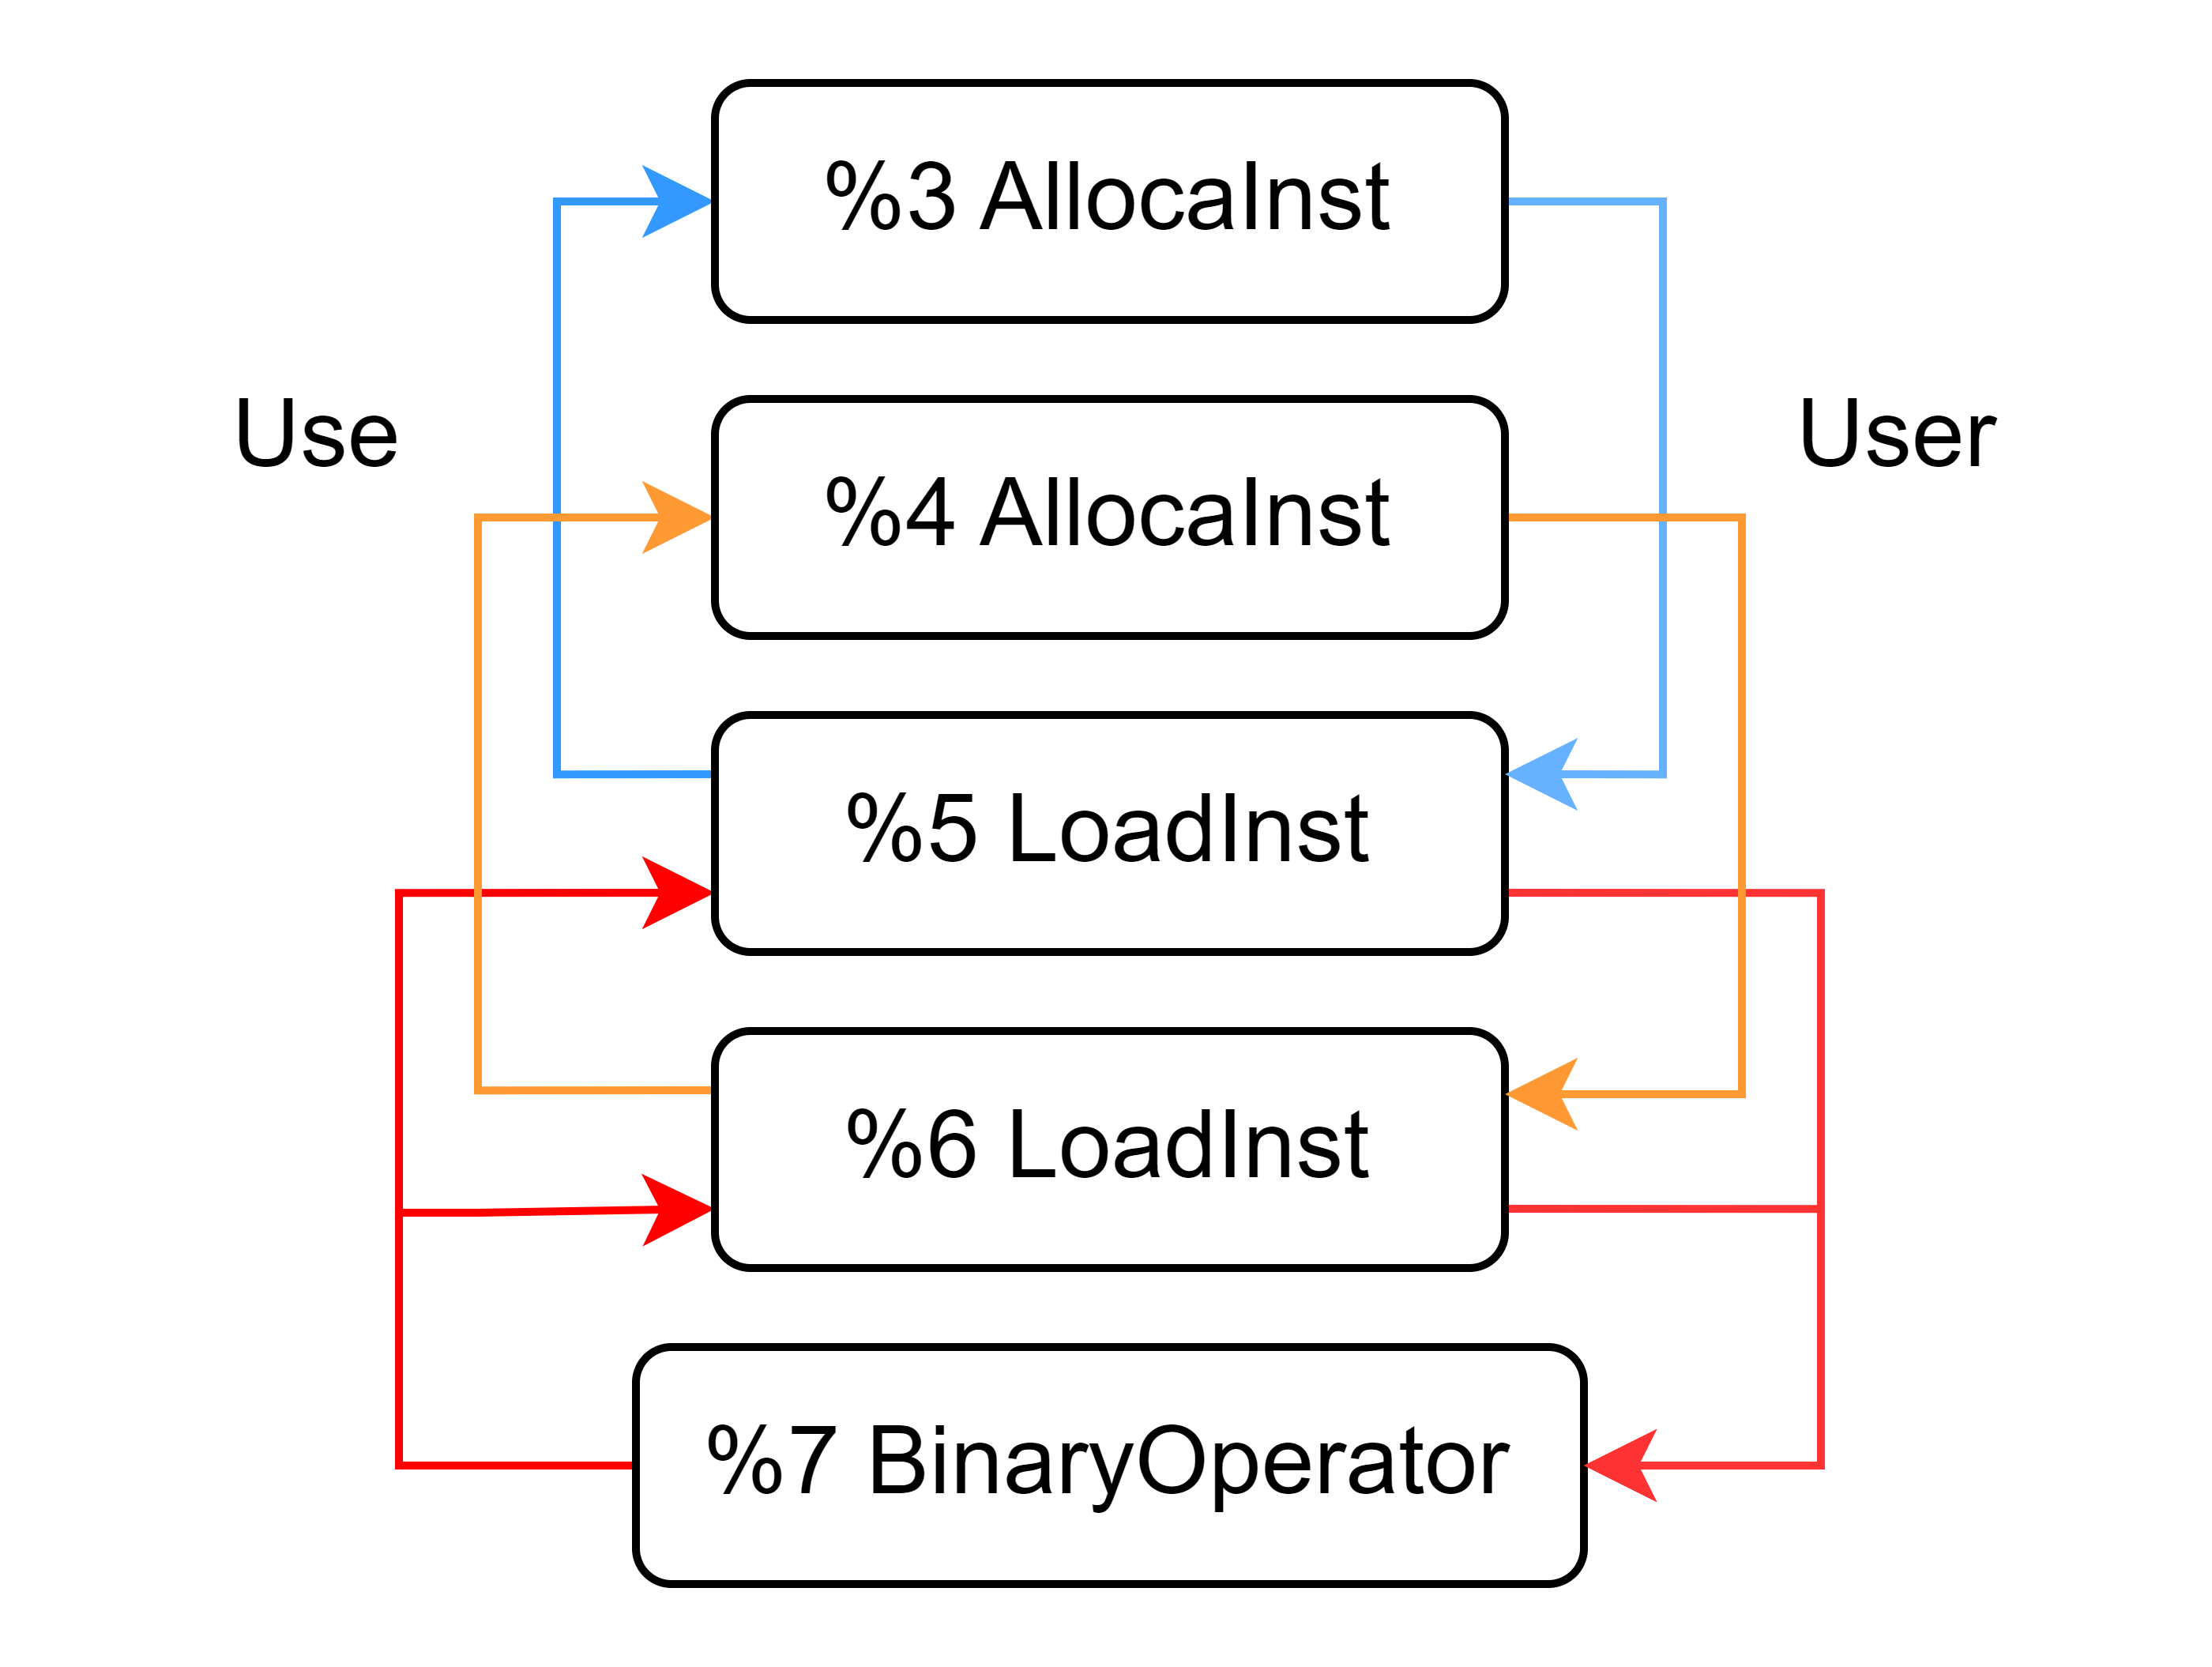 %3 AllocaInst
Use
User
%4 AllocaInst
%5 LoadInst
%6 LoadInst
%7 BinaryOperator